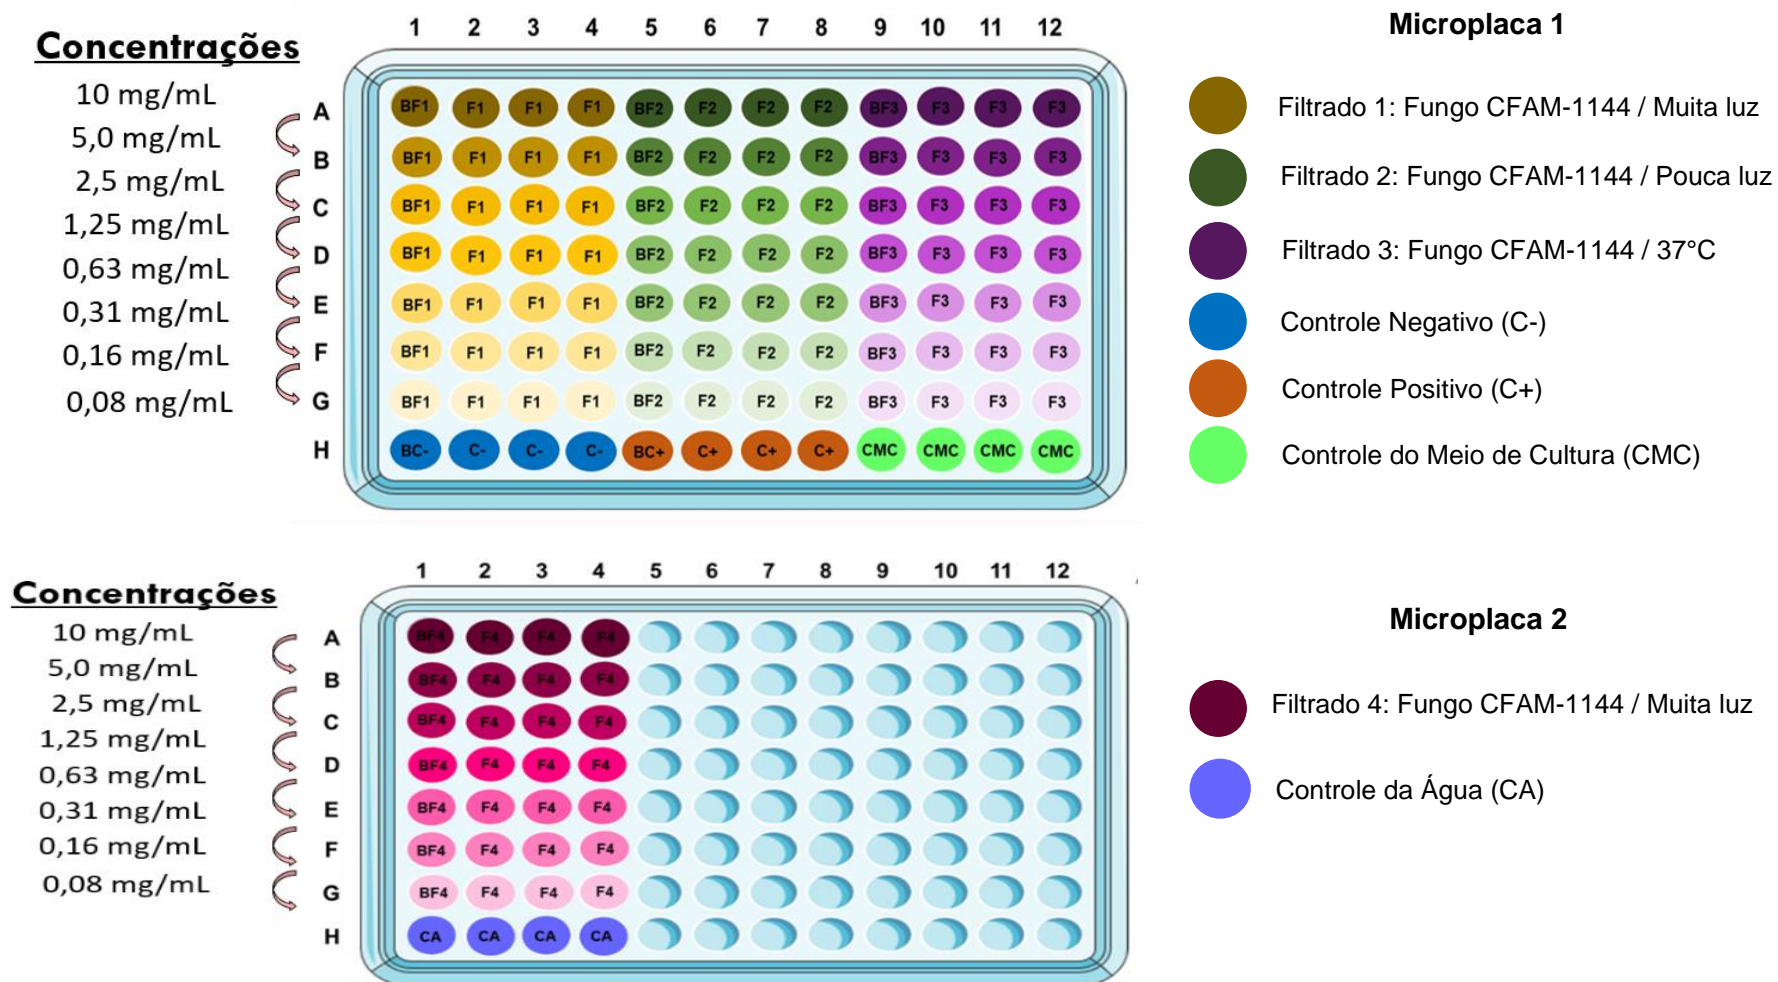 1 2 3 4 5 6 7 8 9 10 11 12
Concentrações
10 mg/mL
5,0 mg/mL
2,5 mg/mL
1,25 mg/mL
0,63 mg/mL
0,31 mg/mL
0,16 mg/mL
0,08 mg/mL
A BF1 F1 F1 F1 BF2 F2 F2 F2 BF3 F3 F3 F3
B BF1 F1 F1 F1 BF2 F2 F2 F2 BF3 F3 F3 F3
C BF1 F1 F1 F1 BF2 F2 F2 F2 BF3 F3 F3 F3
D BF1 F1 F1 F1 BF2 F2 F2 F2 BF3 F3 F3 F3
E BF1 F1 F1 F1 BF2 F2 F2 F2 BF3 F3 F3 F3
F BF1 F1 F1 F1 BF2 F2 F2 F2 BF3 F3 F3 F3
G BF1 F1 F1 F1 BF2 F2 F2 F2 BF3 F3 F3 F3
H BC- C- C- C- BC+ C+ C+ C+ CMC CMC CMC CMC
Microplaca 1
Filtrado 1: Fungo CFAM-1144 / Muita luz
Filtrado 2: Fungo CFAM-1144 / Pouca luz
Filtrado 3: Fungo CFAM-1144 / 37°C
Controle Negativo (C-)
Controle Positivo (C+)
Controle do Meio de Cultura (CMC)
1 2 3 4 5 6 7 8 9 10 11 12
Concentrações
10 mg/mL
5,0 mg/mL
2,5 mg/mL
1,25 mg/mL
0,63 mg/mL
0,31 mg/mL
0,16 mg/mL
0,08 mg/mL
A BF4 F4 F4 F4
B BF4 F4 F4 F4
C BF4 F4 F4 F4
D BF4 F4 F4 F4
E BF4 F4 F4 F4
F BF4 F4 F4 F4
G BF4 F4 F4 F4
H CA CA CA CA
Microplaca 2
Filtrado 4: Fungo CFAM-1144 / Muita luz
Controle da Água (CA)